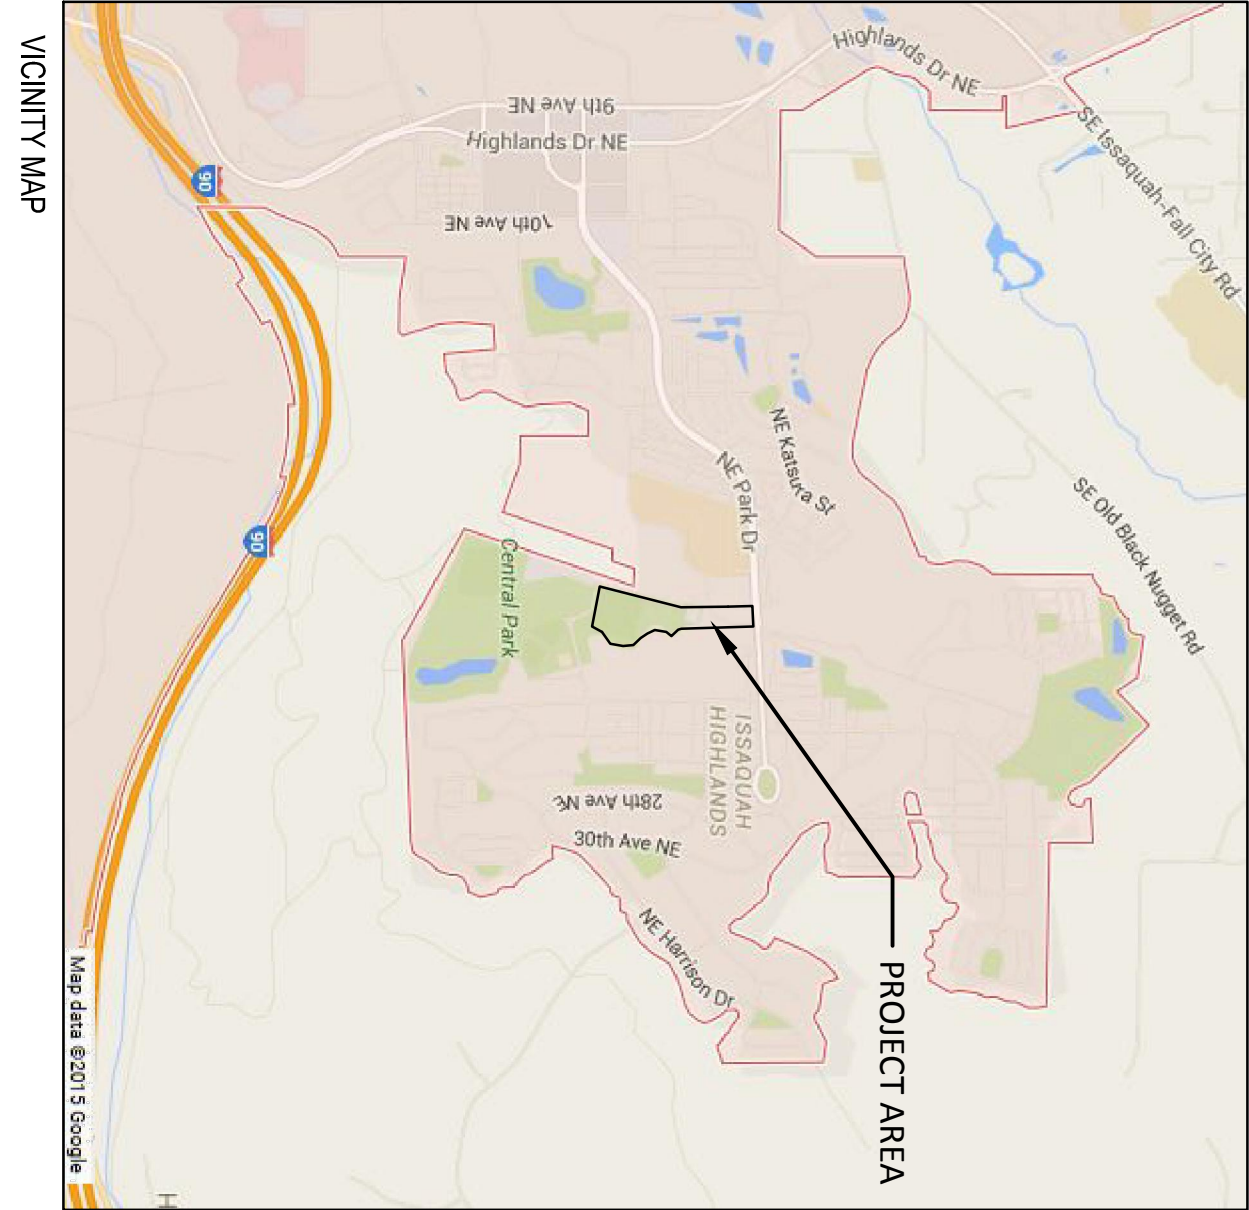 VICINITY MAP
Highlands Dr NE
9th Ave NE
Highlands Dr NE
SE Issaquah-Fall City Rd
90
10th Ave NE
NE Katsura St
NE Park Dr
SE Old Black Nugget Rd
90
Central Park
ISSAQUAH
HIGHLANDS
28th Ave NE
30th Ave NE
NE Harrison Dr
PROJECT AREA
Map data ©2015 Google
H